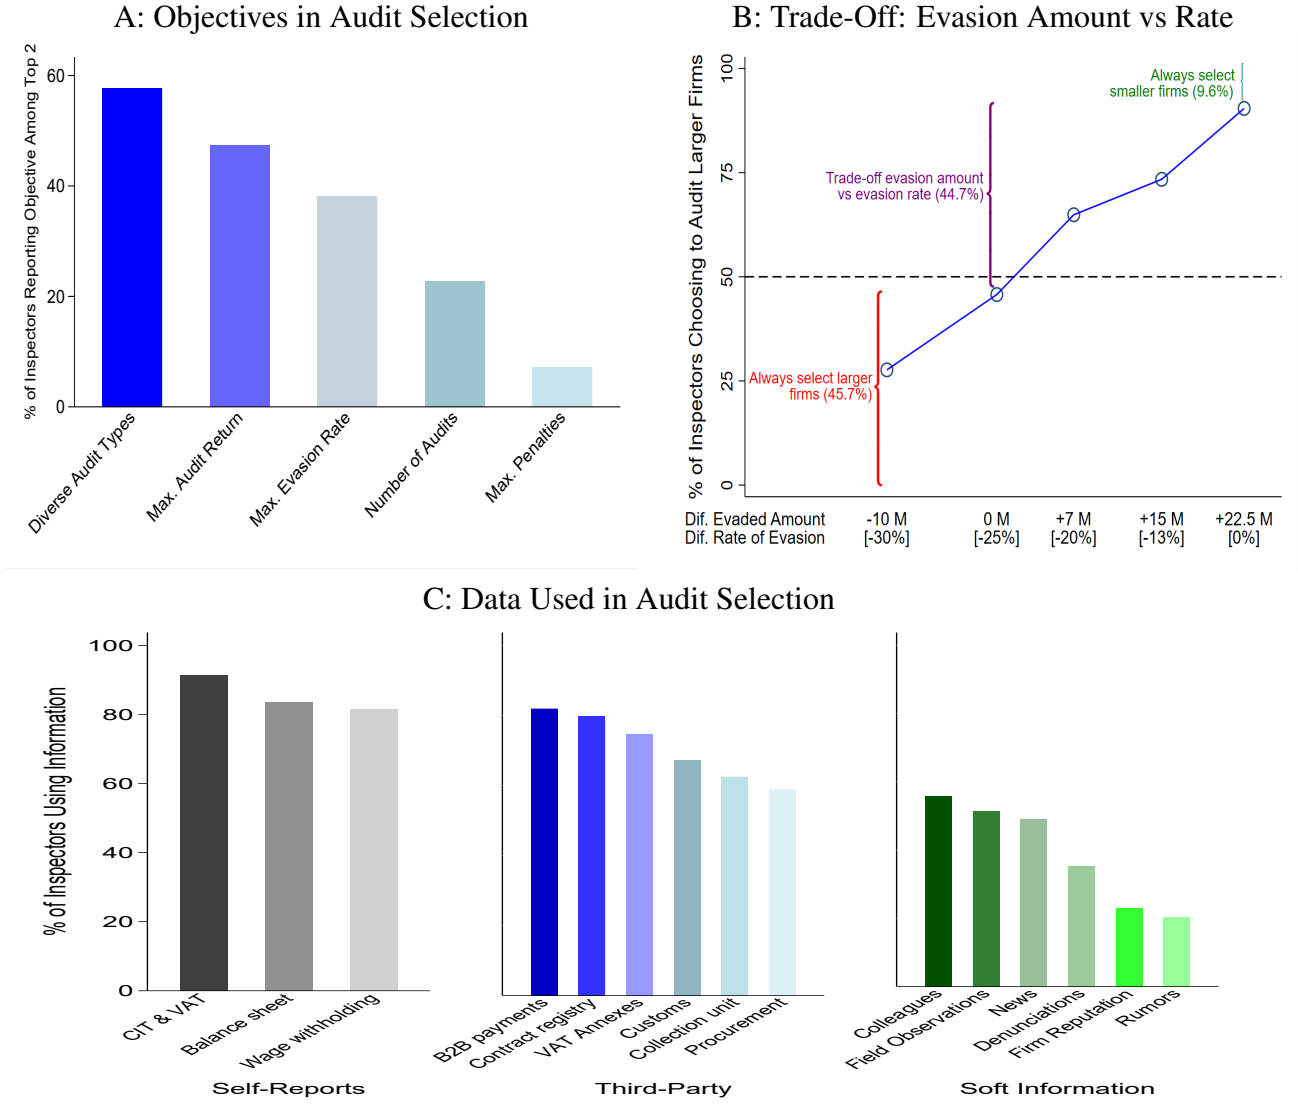 A: Objectives in Audit Selection
% of Inspectors Reporting Objective Among Top 2
60
40
20
0
Diverse Audit Types
Max. Audit Return
Max. Evasion Rate
Number of Audits
Max. Penalties
B: Trade-Off: Evasion Amount vs Rate
% of Inspectors Choosing to Audit Larger Firms
100
75
50
25
0
Always select
smaller firms (9.6%)
Trade-off evasion amount
vs evasion rate (44.7%)
Always select larger
firms (45.7%)
Dif. Evaded Amount -10 M 0 M +7 M +15 M +22.5 M
Dif. Rate of Evasion [-30%] [-25%] [-20%] [-13%] [0%]
C: Data Used in Audit Selection
% of Inspectors Using Information
100
80
60
40
20
0
CIT & VAT
Balance sheet
Wage withholding
Self-Reports
B2B payments
Contract registry
VAT Annexes
Customs
Collection unit
Procurement
Third-Party
Colleagues
Field Observations
News
Denunciations
Firm Reputation
Rumors
Soft Information